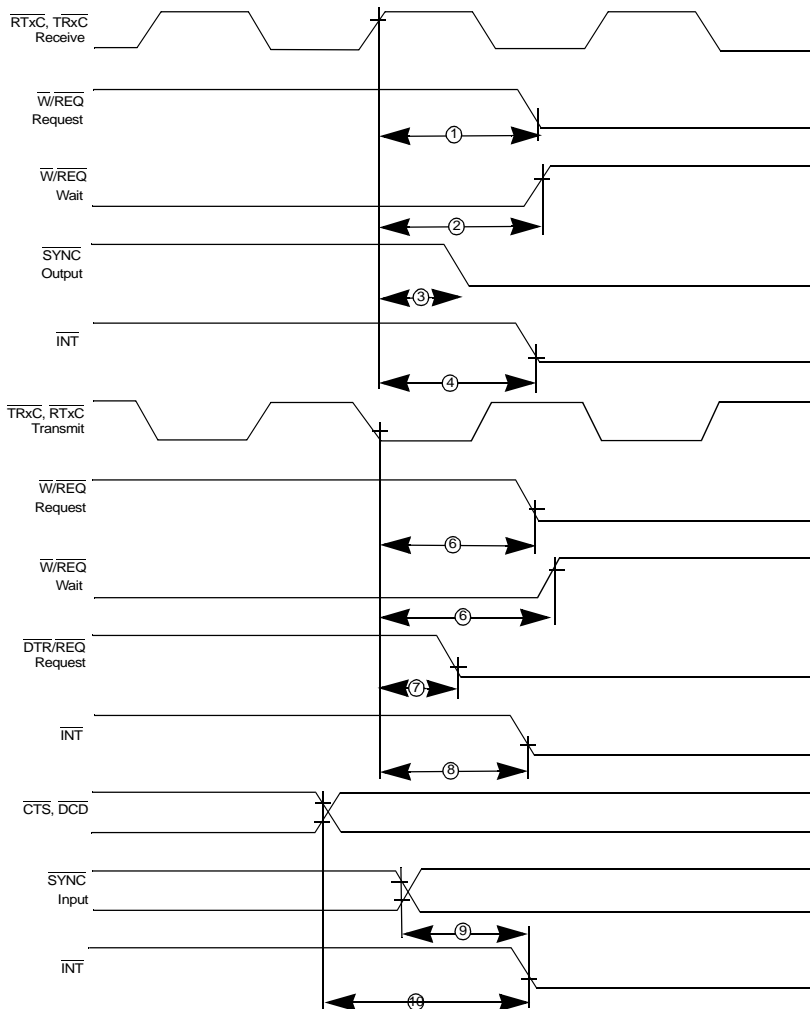 RTxC, TRxC
Receive
W/REQ
Request
1
W/REQ
Wait
2
SYNC
Output
3
INT
4
TRxC, RTxC
Transmit
W/REQ
Request
6
W/REQ
Wait
6
DTR/REQ
Request
7
INT
8
CTS, DCD
SYNC
Input
9
INT
10